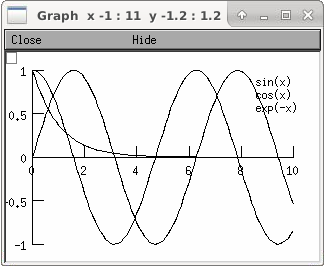 Graph x -1 : 11 y -1.2 : 1.2
Close Hide
sin(x)
cos(x)
exp(-x)
1
0.5
0
-0.5
-1
0 2 4 6 8 10